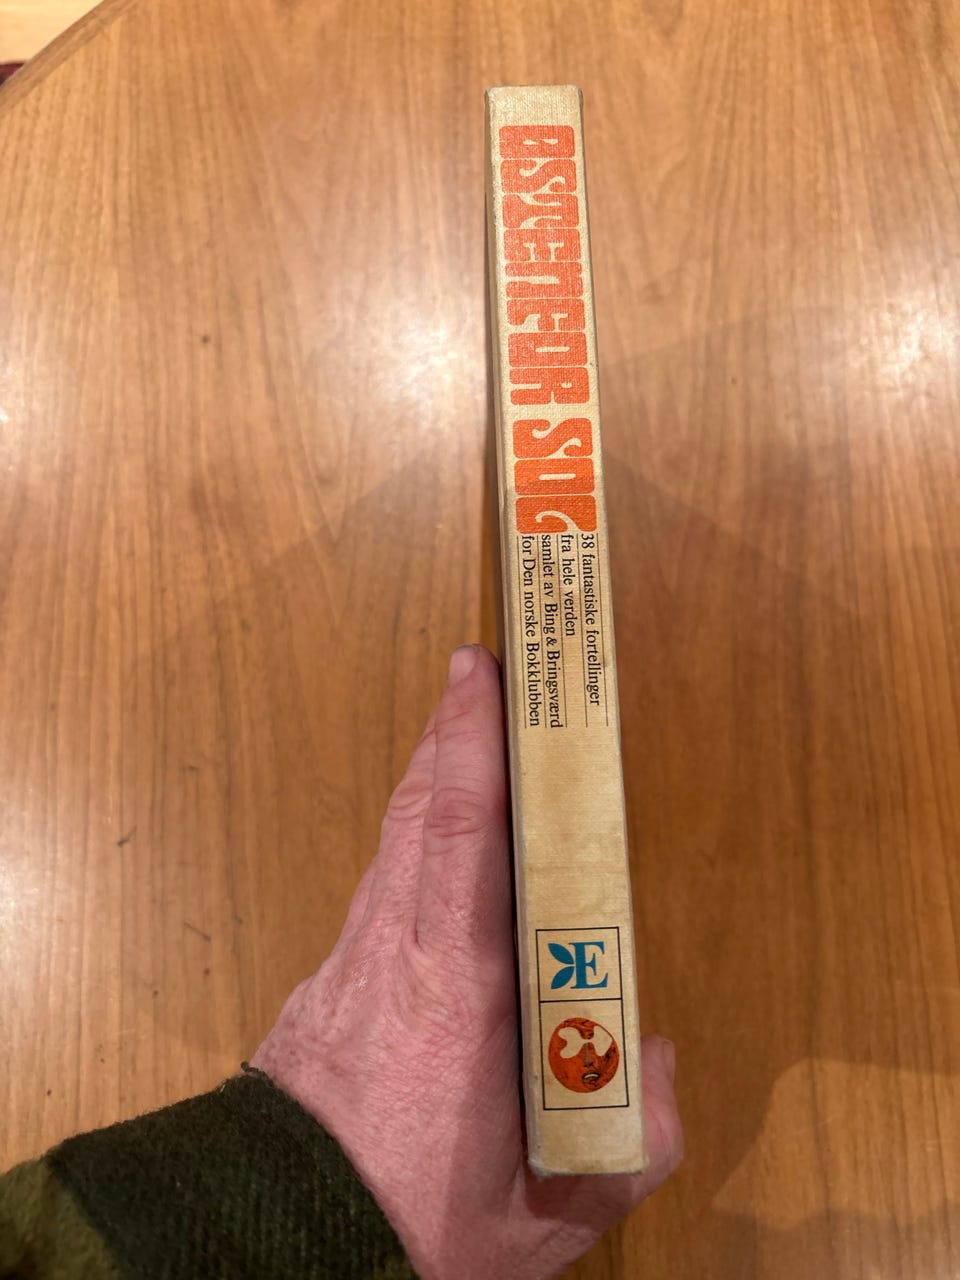 ØSTENFOR SOL
38 fantastiske fortellinger
fra hele verden
samlet av Bing & Bringsværd
for Den norske Bokklubben
E